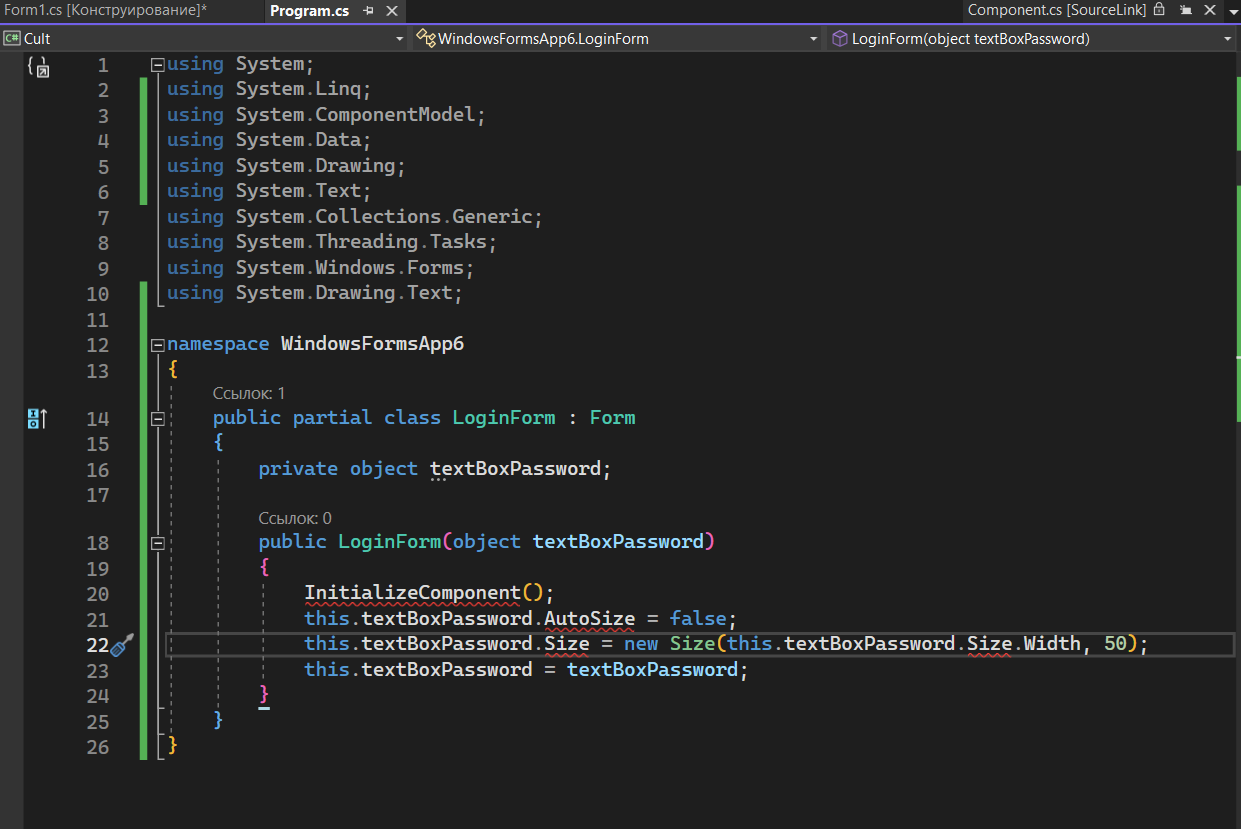 Form1.cs [Конструирование]* Program.cs Component.cs [SourceLink]
C# Cult WindowsFormsApp6.LoginForm LoginForm(object textBoxPassword)
1 using System;
2 using System.Linq;
3 using System.ComponentModel;
4 using System.Data;
5 using System.Drawing;
6 using System.Text;
7 using System.Collections.Generic;
8 using System.Threading.Tasks;
9 using System.Windows.Forms;
10 using System.Drawing.Text;
11
12 namespace WindowsFormsApp6
13 {
Ссылок: 1
14 public partial class LoginForm : Form
15 {
16 private object textBoxPassword;
17
Ссылок: 0
18 public LoginForm(object textBoxPassword)
19 {
20 InitializeComponent();
21 this.textBoxPassword.AutoSize = false;
22 this.textBoxPassword.Size = new Size(this.textBoxPassword.Size.Width, 50);
23 this.textBoxPassword = textBoxPassword;
24 }
25 }
26 }